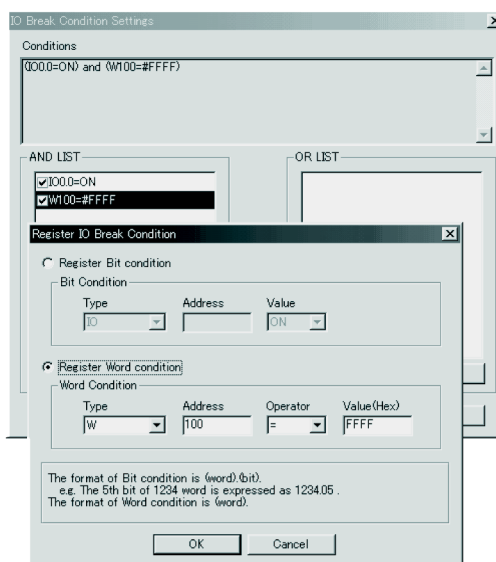 IO Break Condition Settings
Conditions
(IO0.0=ON) and (W100=#FFFF)
AND LIST
OR LIST
IO0.0=ON
W100=#FFFF
Register IO Break Condition
Register Bit condition
Bit Condition
Type Address Value
IO ON
Register Word condition
Word Condition
Type Address Operator Value(Hex)
W 100 = FFFF
The format of Bit condition is (word).(bit).
e.g. The 5th bit of 1234 word is expressed as 1234.05 .
The format of Word condition is (word).
OK Cancel